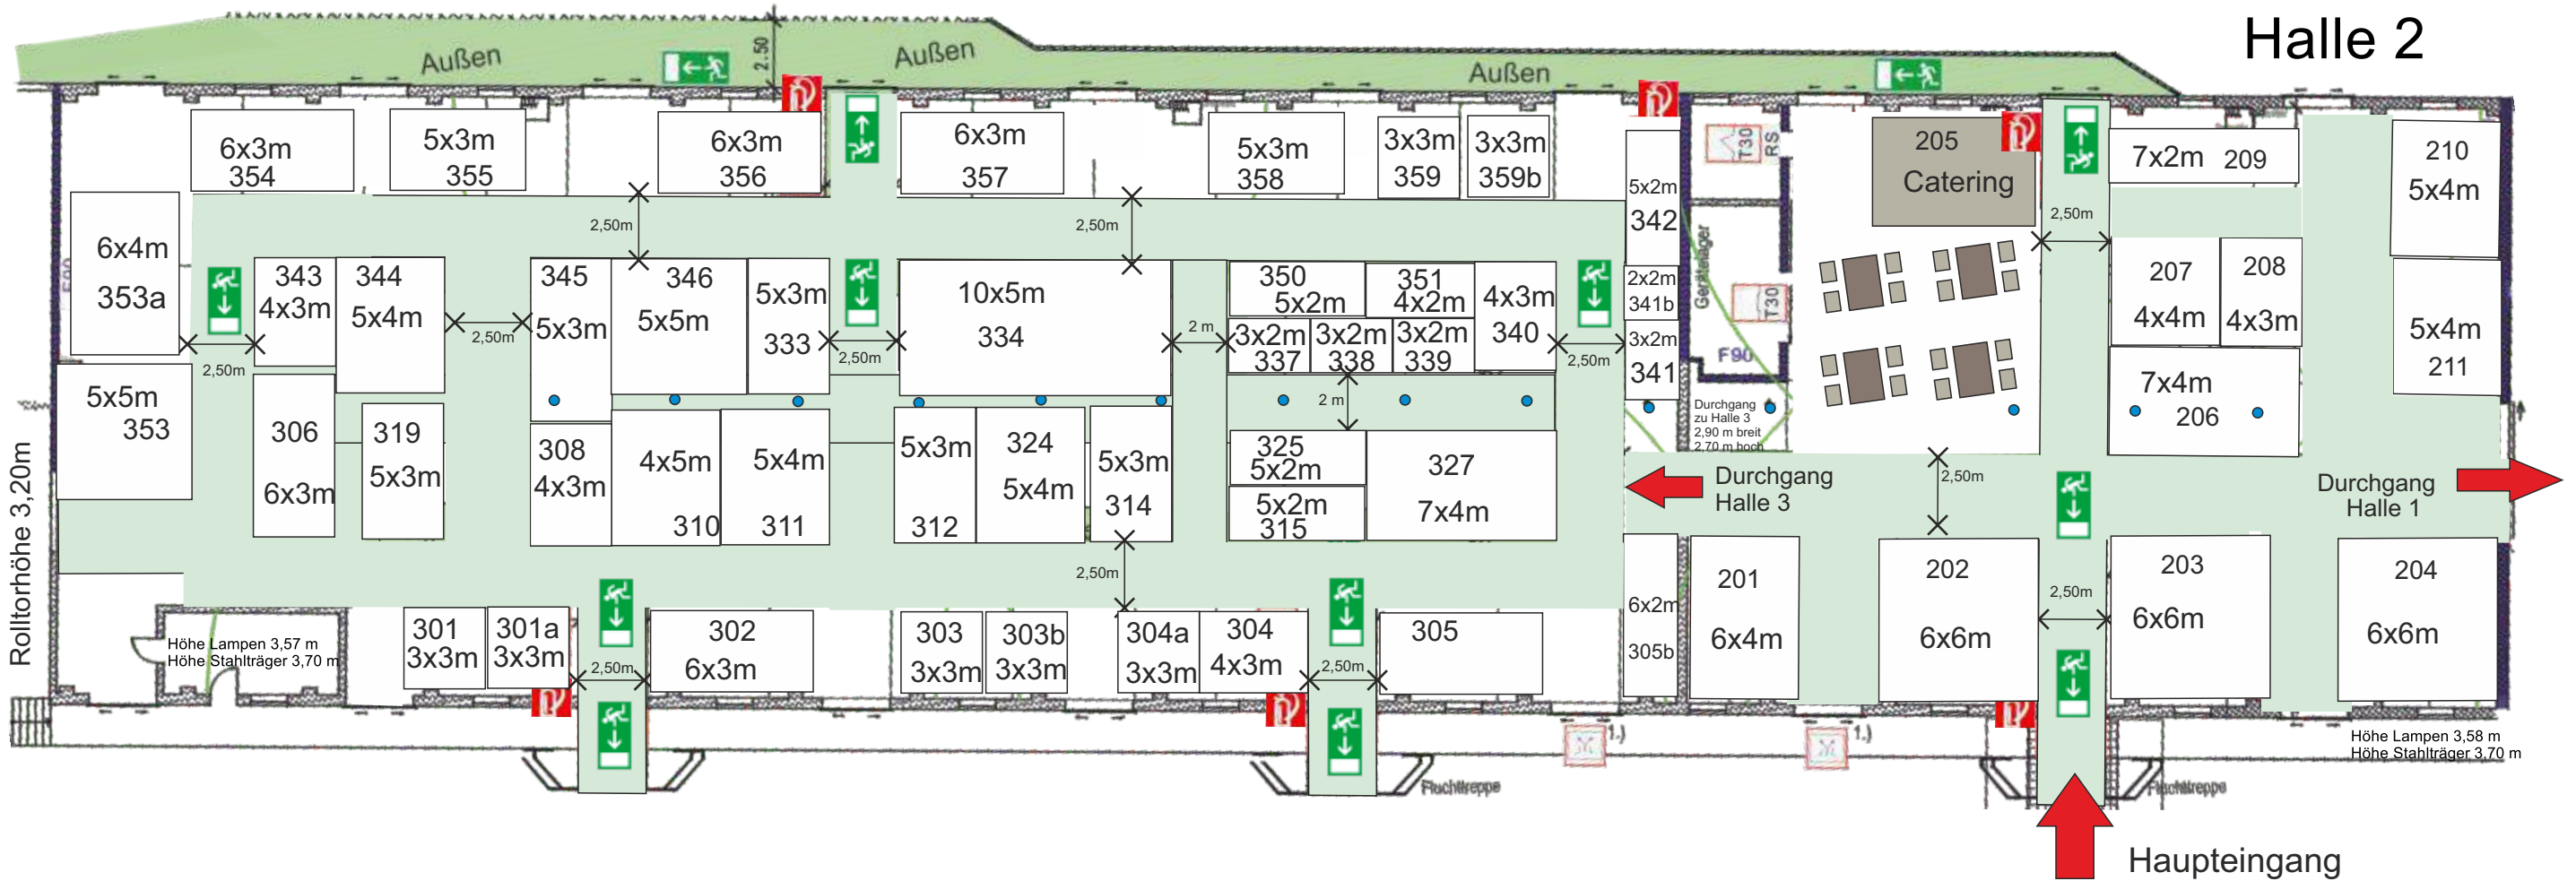 Halle 2
Außen
Außen
Außen
2.50
6x3m
354
5x3m
355
6x3m
356
6x3m
357
5x3m
358
3x3m
359
3x3m
359b
5x2m
342
T30
RS
205
Catering
7x2m 209
210
5x4m
6x4m
353a
2,50m
2,50m
2,50m
343
4x3m
344
5x4m
345
5x3m
346
5x5m
5x3m
333
10x5m
334
350
5x2m
351
4x2m
4x3m
340
3x2m
337
3x2m
338
3x2m
339
2x2m
341b
3x2m
341
Gerätelager
T30
F90
207
4x4m
208
4x3m
5x4m
211
2,50m
2,50m
2,50m
2 m
2,50m
5x5m
353
7x4m
206
2 m
Durchgang
zu Halle 3
2,90 m breit
2,70 m hoch
306
6x3m
319
5x3m
308
4x3m
4x5m
310
5x4m
311
5x3m
312
324
5x4m
5x3m
314
325
5x2m
5x2m
315
327
7x4m
Durchgang
Halle 3
2,50m
Durchgang
Halle 1
Rolltorhöhe 3,20m
2,50m
Höhe Lampen 3,57 m
Höhe Stahlträger 3,70 m
301
3x3m
301a
3x3m
2,50m
302
6x3m
303
3x3m
303b
3x3m
304a
3x3m
304
4x3m
2,50m
305
6x2m
305b
201
6x4m
202
6x6m
2,50m
203
6x6m
204
6x6m
1.)
1.)
Höhe Lampen 3,58 m
Höhe Stahlträger 3,70 m
Fluchttreppe
Fluchttreppe
Haupteingang